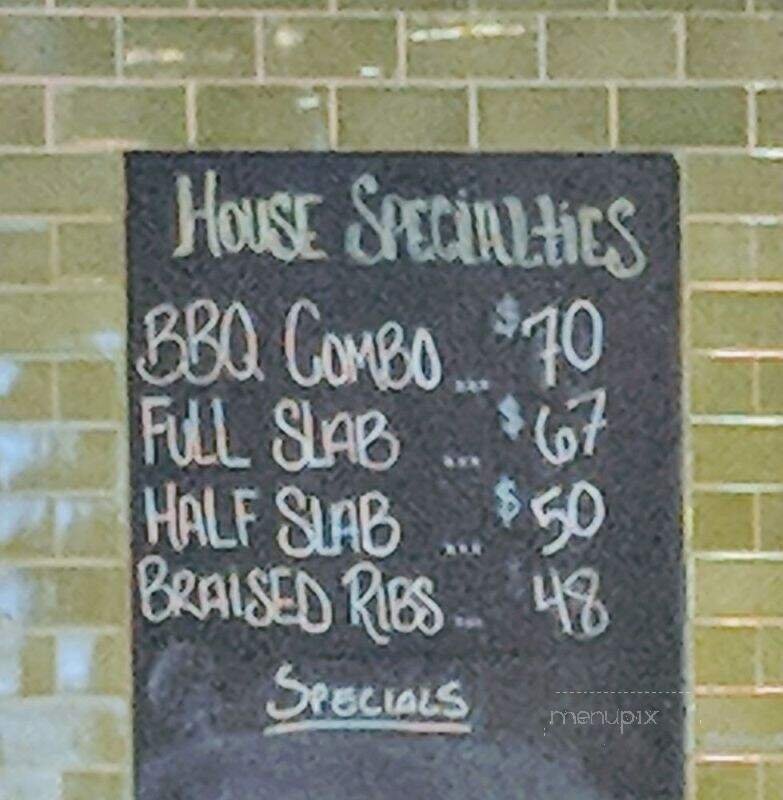 HOUSE SPECIALTIES
BBQ COMBO ... $70
FULL SLAB ... $67
HALF SLAB ... $50
BRAISED RIBS ... 48
SPECIALS
menupix